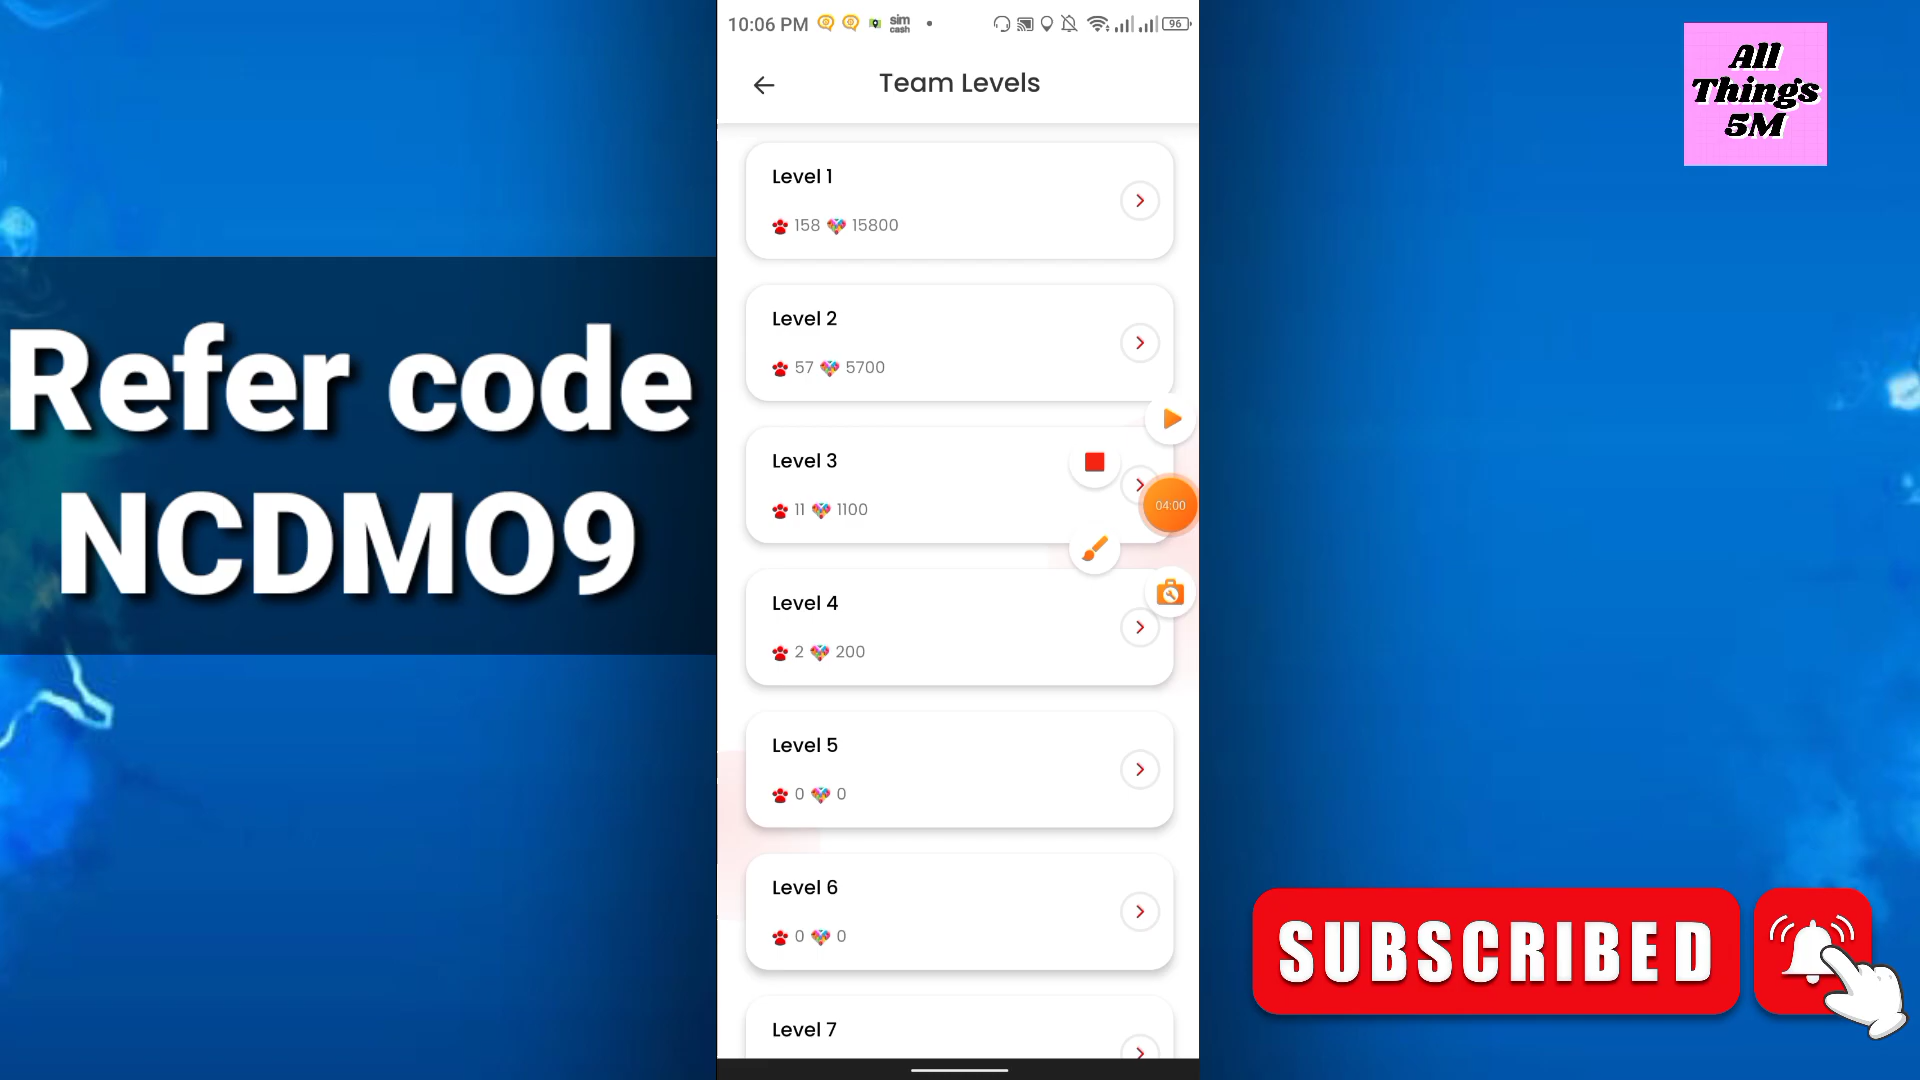 10:06 PM
sim
cash
96
Team Levels
All
Things
5M
Level 1
158 15800
Level 2
57 5700
Level 3
11 1100
04:00
Level 4
2 200
Level 5
0 0
Level 6
0 0
Level 7
Refer code
NCDMO9
SUBSCRIBED